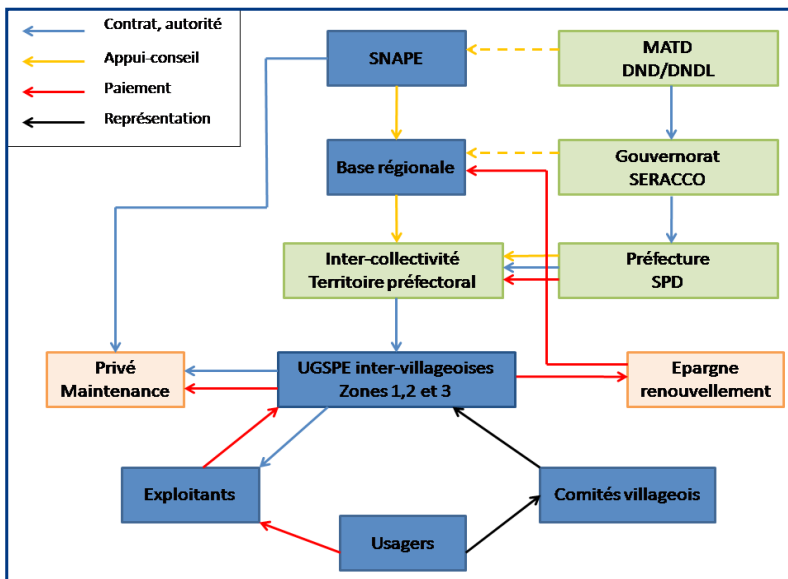 Contrat, autorité
Appui-conseil
Paiement
Représentation
SNAPE
MATD
DND/DNDL
Base régionale
Gouvernorat
SERACCO
Inter-collectivité
Territoire préfectoral
Préfecture
SPD
Privé
Maintenance
UGSPE inter-villageoises
Zones 1,2 et 3
Epargne
renouvellement
Exploitants
Comités villageois
Usagers